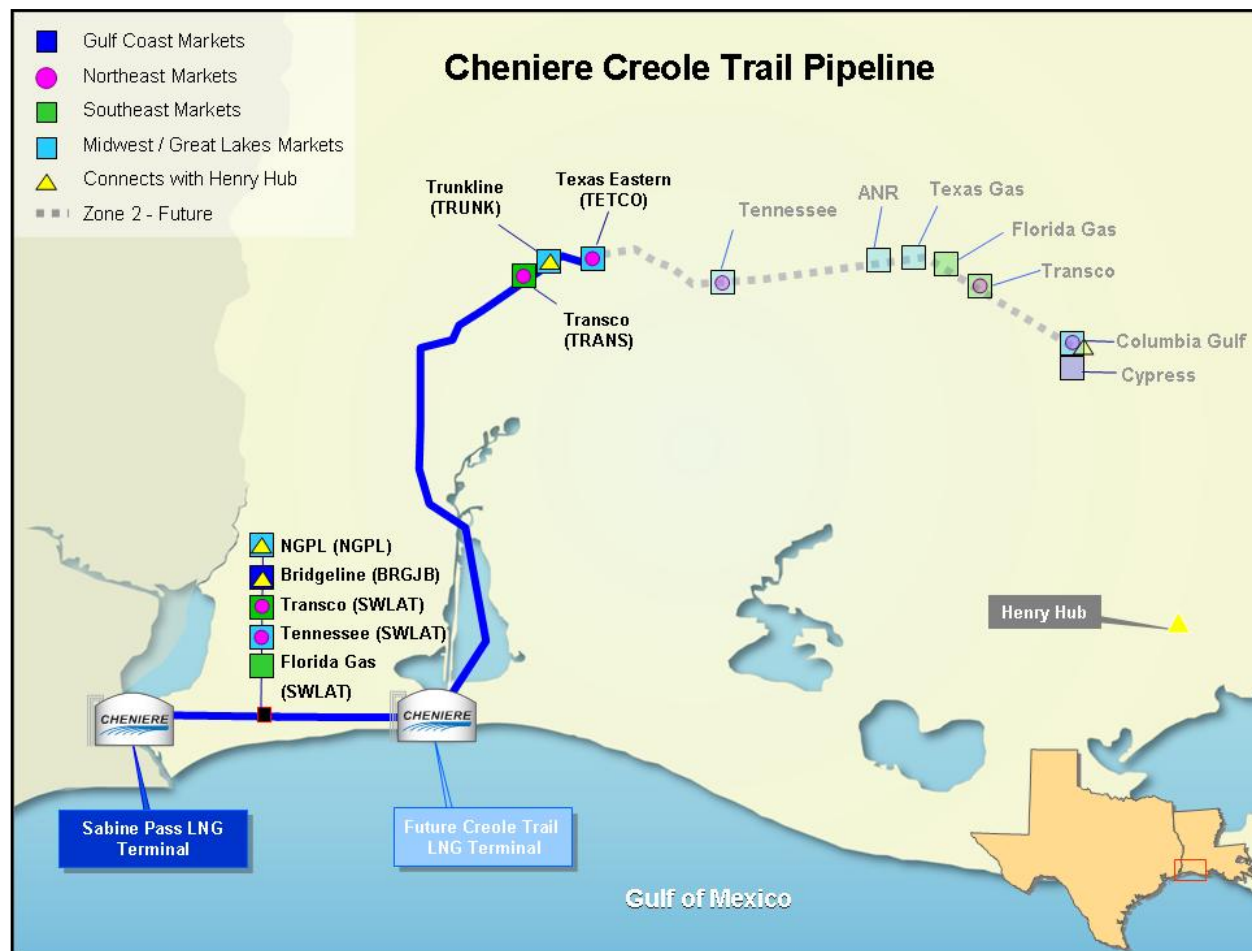 Cheniere Creole Trail Pipeline
Gulf Coast Markets
Northeast Markets
Southeast Markets
Midwest / Great Lakes Markets
Connects with Henry Hub
Zone 2 - Future
Trunkline
(TRUNK)
Texas Eastern
(TETCO)
Transco
(TRANS)
Tennessee
ANR
Texas Gas
Florida Gas
Transco
Columbia Gulf
Cypress
NGPL (NGPL)
Bridgeline (BRGJB)
Transco (SWLAT)
Tennessee (SWLAT)
Florida Gas
(SWLAT)
Henry Hub
CHENIERE
CHENIERE
Sabine Pass LNG
Terminal
Future Creole Trail
LNG Terminal
Gulf of Mexico